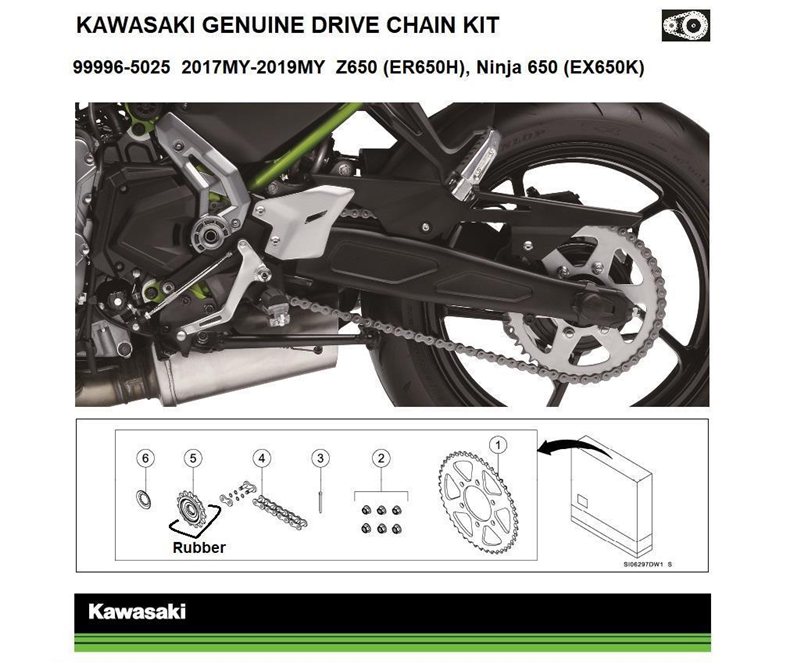 KAWASAKI GENUINE DRIVE CHAIN KIT
99996-5025 2017MY-2019MY Z650 (ER650H), Ninja 650 (EX650K)
DUNLOP
6 5 4 3 2 1
Rubber
SI06297DW1 S
Kawasaki